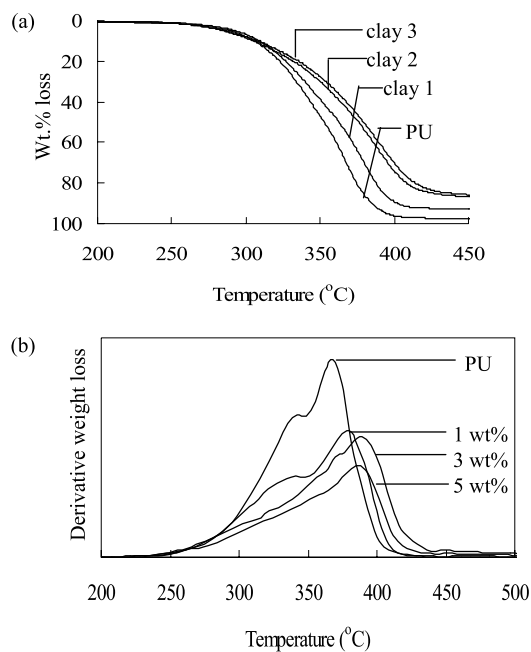 (a)
0
20
40
60
80
100
Wt.% loss
clay 3
clay 2
clay 1
PU
200 250 300 350 400 450
Temperature (°C)
(b)
Derivative weight loss
PU
1 wt%
3 wt%
5 wt%
200 250 300 350 400 450 500
Temperature (°C)